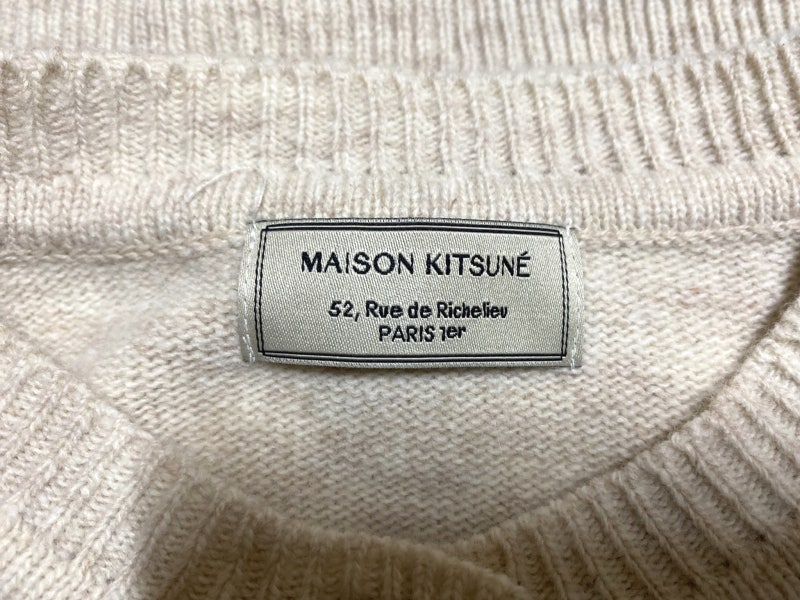 MAISON KITSUNÉ
52, Rue de Richelieu
PARIS 1er